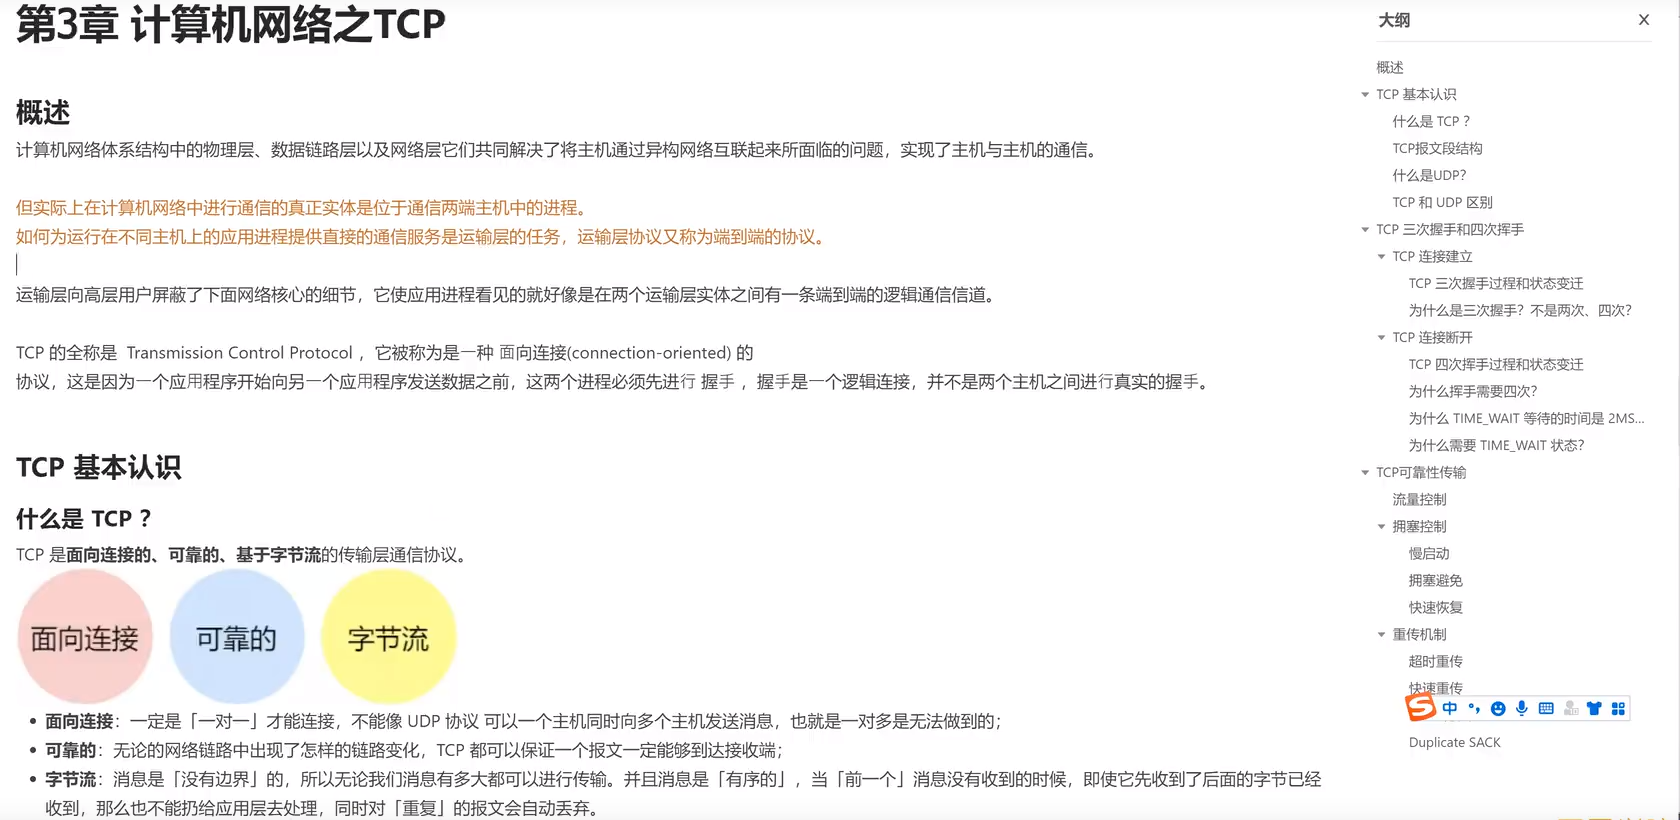 第3章 计算机网络之TCP
概述
计算机网络体系结构中的物理层、数据链路层以及网络层它们共同解决了将主机通过异构网络互联起来所面临的问题，实现了主机与主机的通信。
但实际上在计算机网络中进行通信的真正实体是位于通信两端主机中的进程。
如何为运行在不同主机上的应用进程提供直接的通信服务是运输层的任务，运输层协议又称为端到端的协议。
运输层向高层用户屏蔽了下面网络核心的细节，它使应用进程看见的就好像是在两个运输层实体之间有一条端到端的逻辑通信信道。
TCP 的全称是 Transmission Control Protocol ，它被称为是一种 面向连接(connection-oriented) 的
协议，这是因为一个应用程序开始向另一个应用程序发送数据之前，这两个进程必须先进行 握手 ，握手是一个逻辑连接，并不是两个主机之间进行真实的握手。
TCP 基本认识
什么是 TCP ？
TCP 是面向连接的、可靠的、基于字节流的传输层通信协议。
面向连接 可靠的 字节流
• 面向连接：一定是「一对一」才能连接，不能像 UDP 协议 可以一个主机同时向多个主机发送消息，也就是一对多是无法做到的；
• 可靠的：无论的网络链路中出现了怎样的链路变化，TCP 都可以保证一个报文一定能够到达接收端；
• 字节流：消息是「没有边界」的，所以无论我们消息有多大都可以进行传输。并且消息是「有序的」，当「前一个」消息没有收到的时候，即使它先收到了后面的字节已经
收到，那么也不能扔给应用层去处理，同时对「重复」的报文会自动丢弃。
大纲 X
概述
TCP 基本认识
什么是 TCP ？
TCP报文段结构
什么是UDP？
TCP 和 UDP 区别
TCP 三次握手和四次挥手
TCP 连接建立
TCP 三次握手过程和状态变迁
为什么是三次握手？不是两次、四次？
TCP 连接断开
TCP 四次挥手过程和状态变迁
为什么挥手需要四次？
为什么 TIME_WAIT 等待的时间是 2MS...
为什么需要 TIME_WAIT 状态？
TCP可靠性传输
流量控制
拥塞控制
慢启动
拥塞避免
快速恢复
重传机制
超时重传
快速重传
中
Duplicate SACK